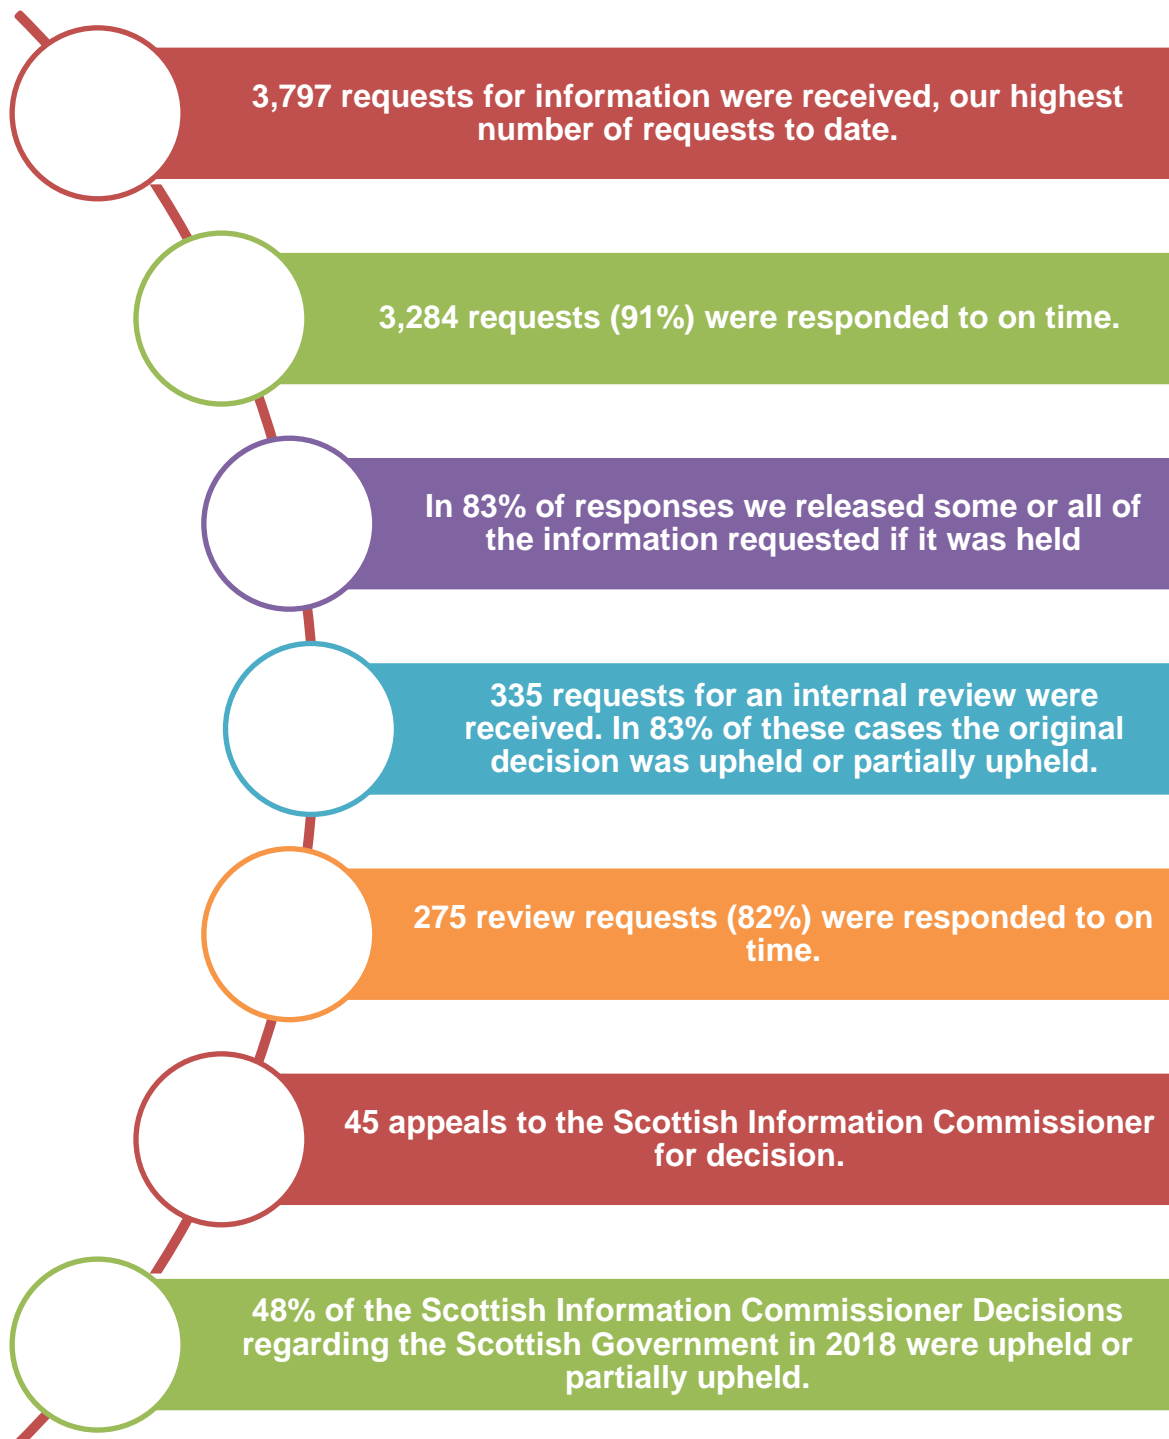 3,797 requests for information were received, our highest
number of requests to date.
3,284 requests (91%) were responded to on time.
In 83% of responses we released some or all of
the information requested if it was held
335 requests for an internal review were
received. In 83% of these cases the original
decision was upheld or partially upheld.
275 review requests (82%) were responded to on
time.
45 appeals to the Scottish Information Commissioner
for decision.
48% of the Scottish Information Commissioner Decisions
regarding the Scottish Government in 2018 were upheld or
partially upheld.